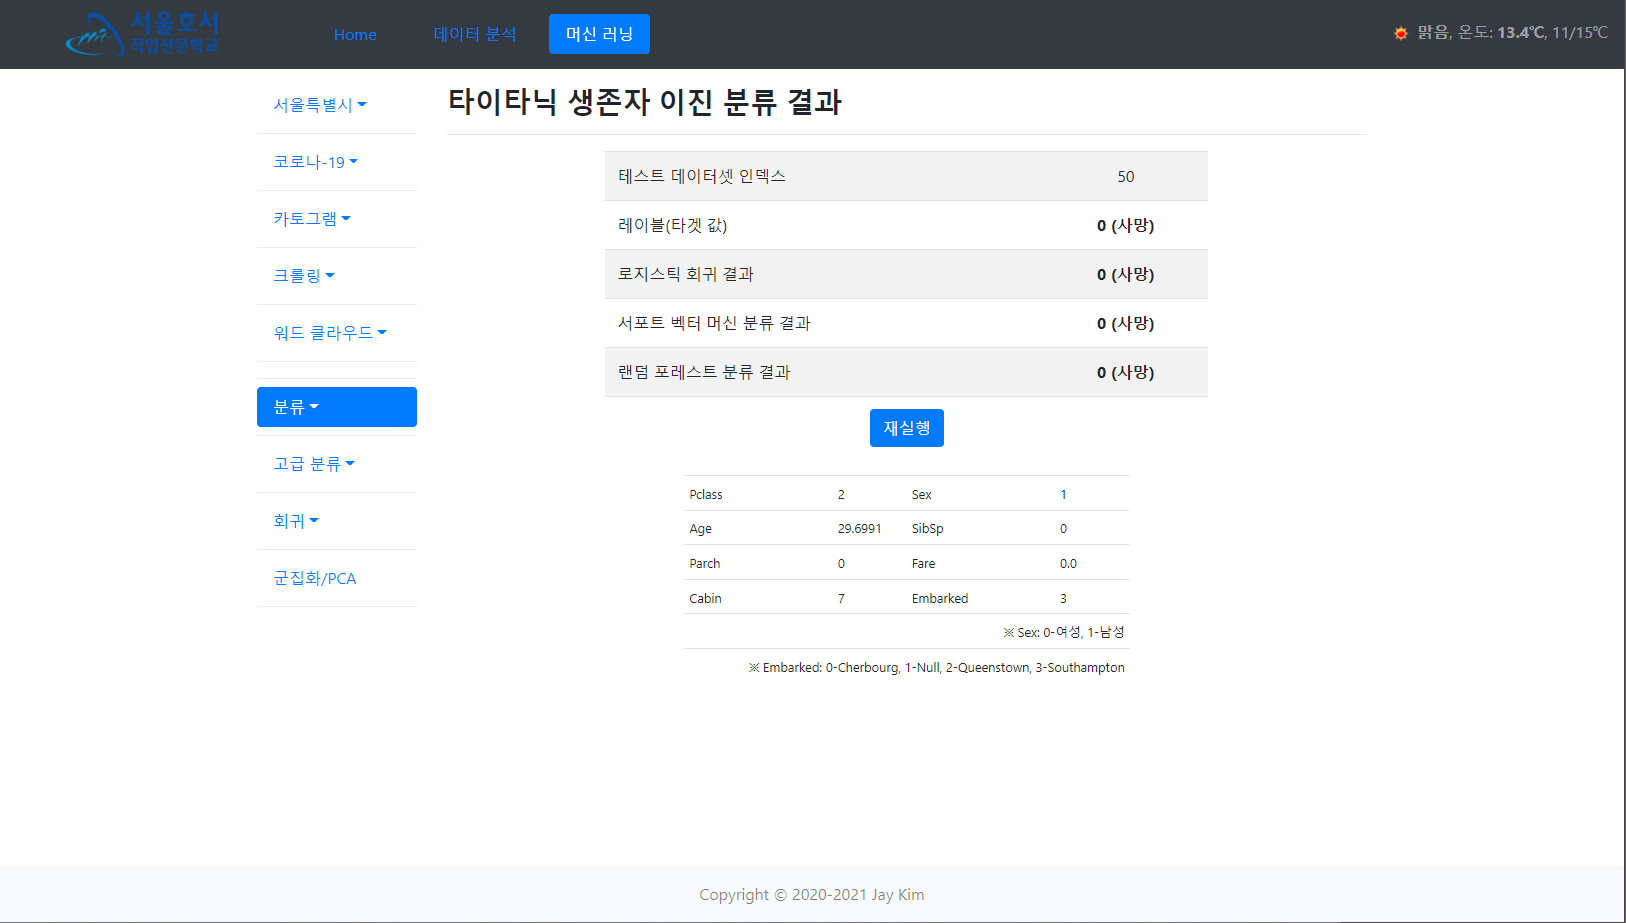 서울호서
직업전문학교
Home 데이터 분석 머신 러닝
맑음, 온도: 13.4℃, 11/15℃
서울특별시
코로나-19
카토그램
크롤링
워드 클라우드
분류
고급 분류
회귀
군집화/PCA
타이타닉 생존자 이진 분류 결과
테스트 데이터셋 인덱스 50
레이블(타겟 값) 0 (사망)
로지스틱 회귀 결과 0 (사망)
서포트 벡터 머신 분류 결과 0 (사망)
랜덤 포레스트 분류 결과 0 (사망)
재실행
Pclass 2 Sex 1
Age 29.6991 SibSp 0
Parch 0 Fare 0.0
Cabin 7 Embarked 3
※ Sex: 0-여성, 1-남성
※ Embarked: 0-Cherbourg, 1-Null, 2-Queenstown, 3-Southampton
Copyright © 2020-2021 Jay Kim